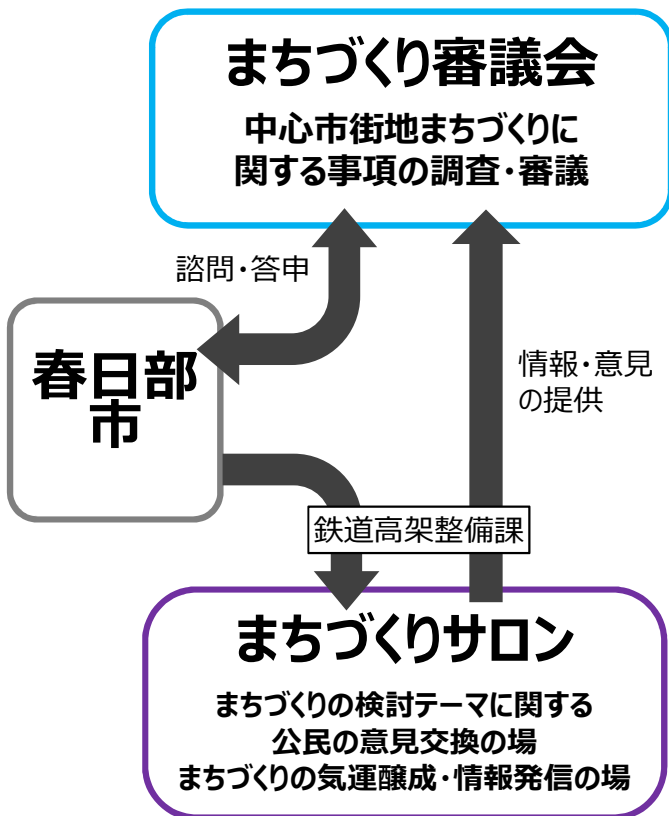 まちづくり審議会
中心市街地まちづくりに
関する事項の調査・審議
諮問・答申
春日部
市
情報・意見
の提供
鉄道高架整備課
まちづくりサロン
まちづくりの検討テーマに関する
公民の意見交換の場
まちづくりの気運醸成・情報発信の場